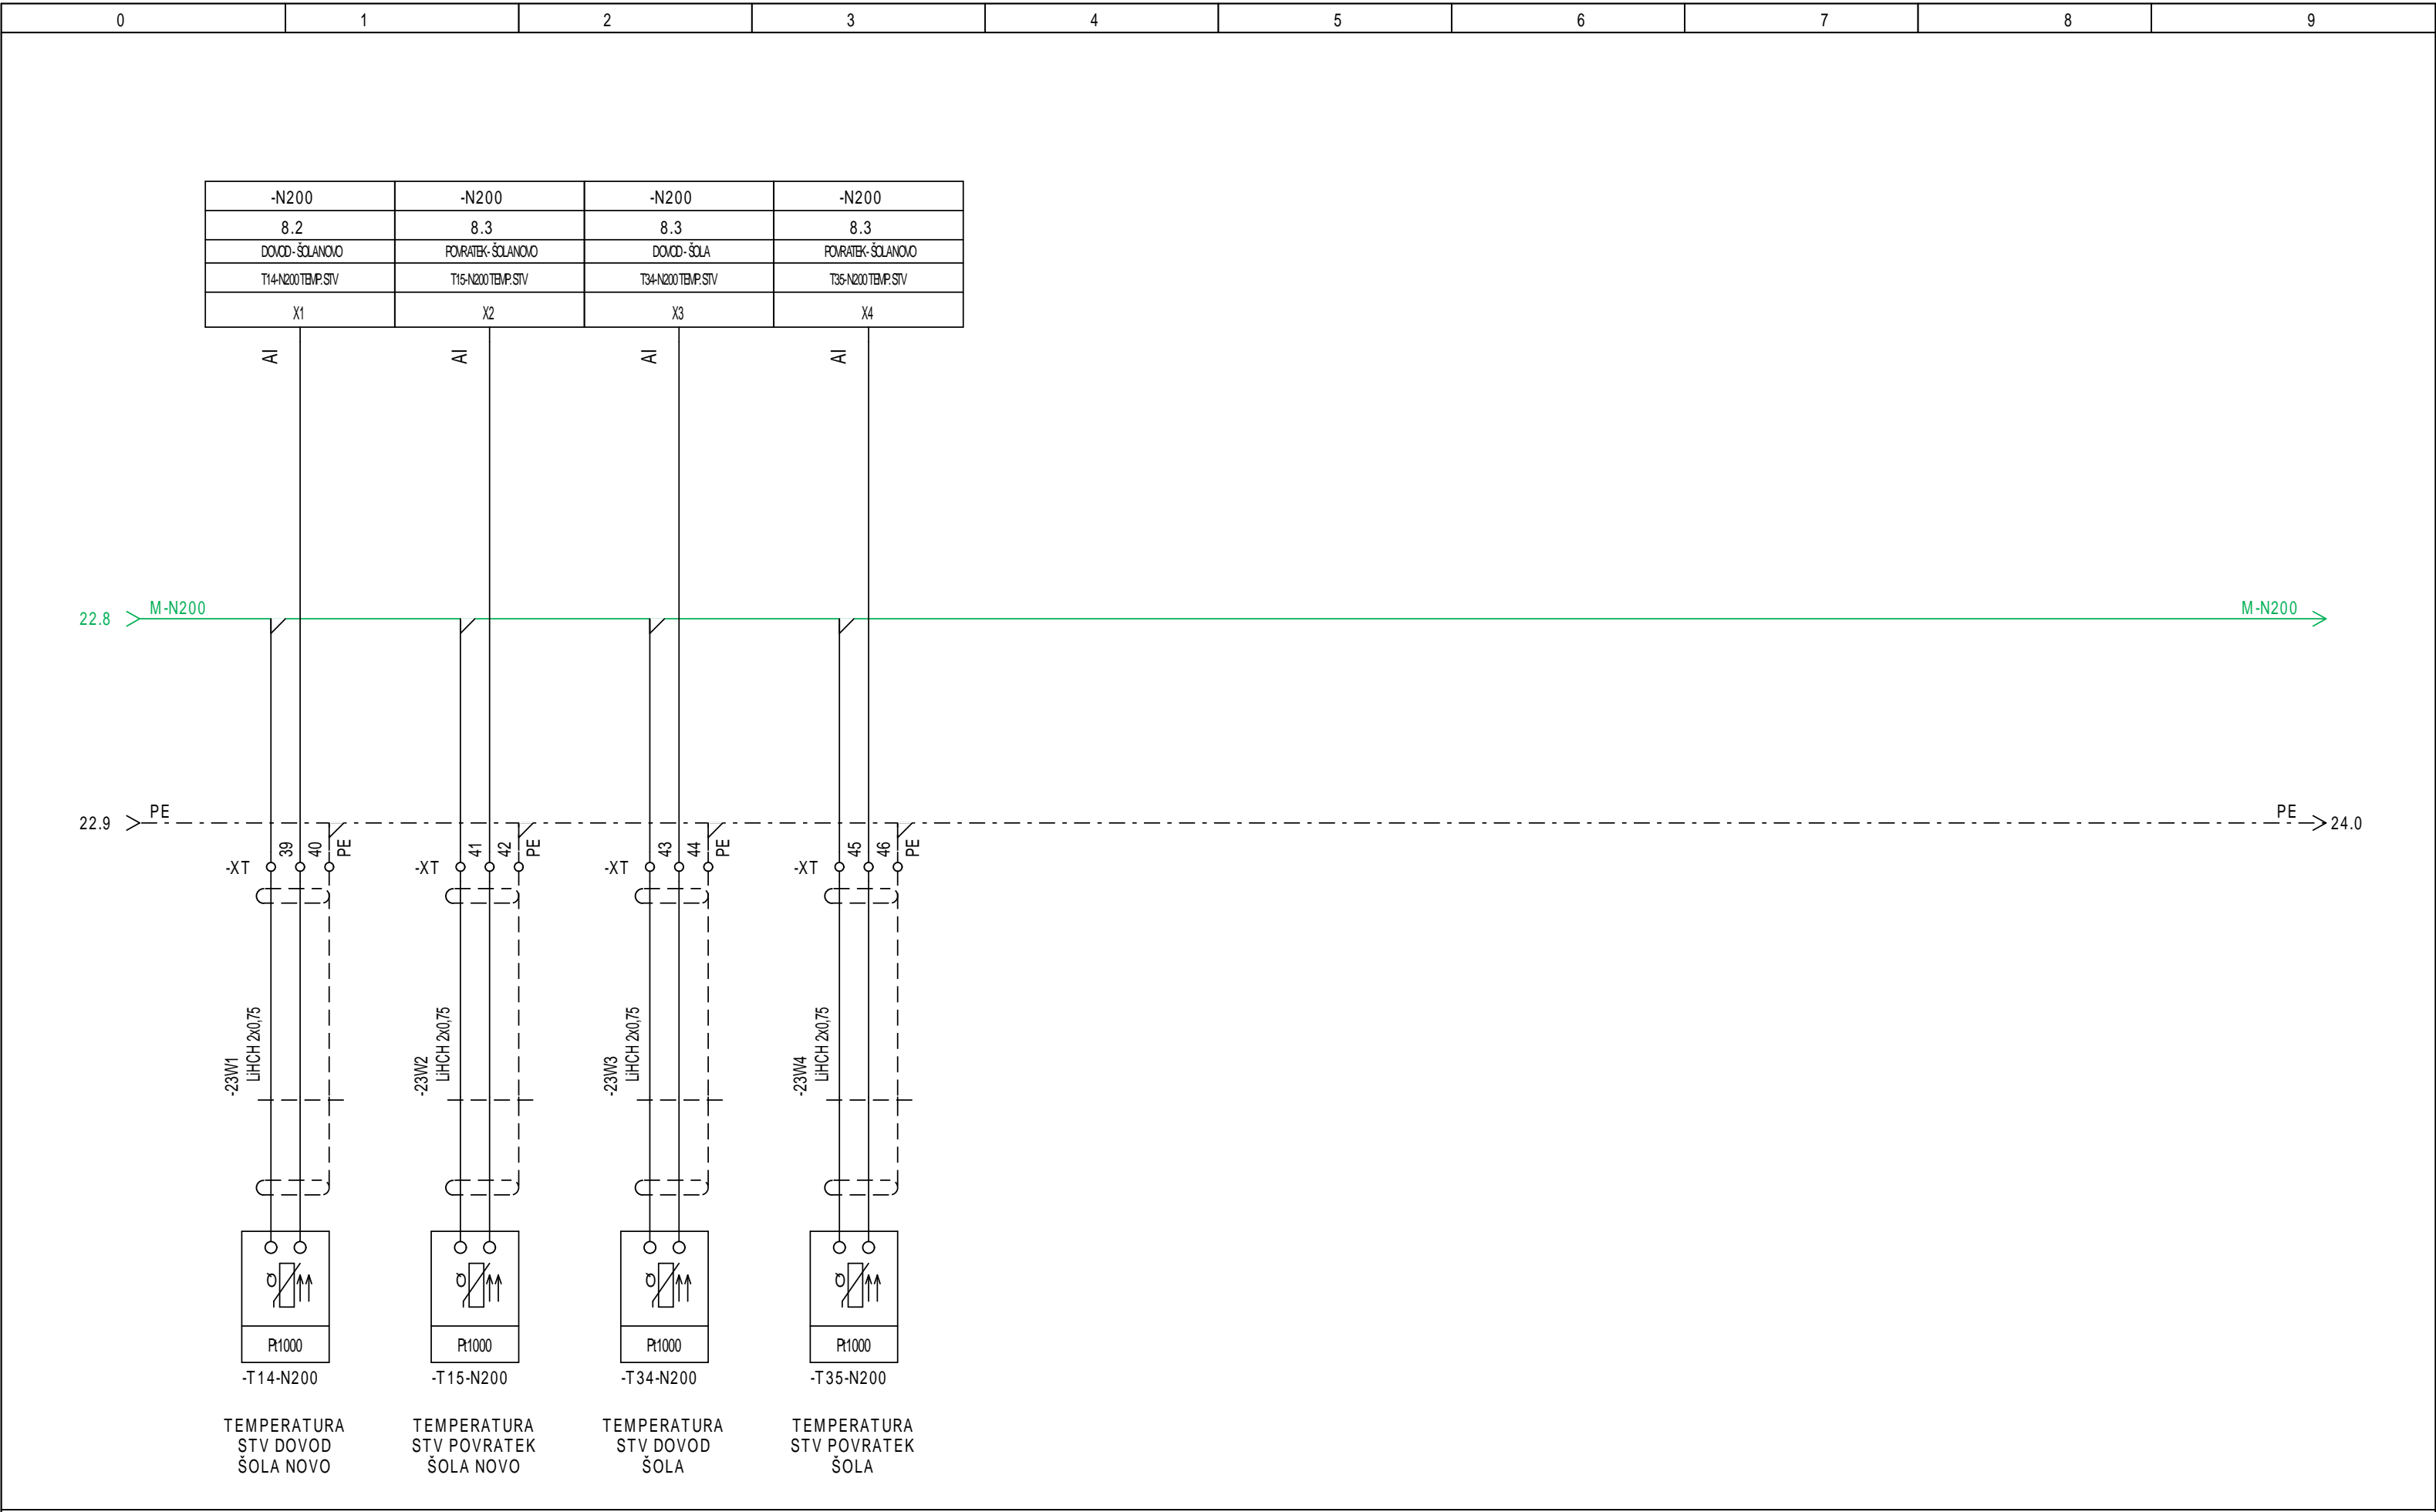 0 1 2 3 4 5 6 7 8 9
-N200 -N200 -N200 -N200
8.2 8.3 8.3 8.3
DOVOD - ŠOLA NOVO POVRATEK - ŠOLA NOVO DOVOD - ŠOLA POVRATEK - ŠOLA NOVO
T14-N200 TEMP. STV T15-N200 TEMP. STV T34-N200 TEMP. STV T35-N200 TEMP. STV
X1 X2 X3 X4
AI AI AI AI
M-N200 M-N200
22.8
PE PE
22.9 24.0
39 40 PE 41 42 PE 43 44 PE 45 46 PE
-XT -XT -XT -XT
-23W1 -23W2 -23W3 -23W4
LiHCH 2x0,75 LiHCH 2x0,75 LiHCH 2x0,75 LiHCH 2x0,75
Pt1000 Pt1000 Pt1000 Pt1000
-T14-N200 -T15-N200 -T34-N200 -T35-N200
TEMPERATURA TEMPERATURA TEMPERATURA TEMPERATURA
STV DOVOD STV POVRATEK STV DOVOD STV POVRATEK
ŠOLA NOVO ŠOLA NOVO ŠOLA ŠOLA